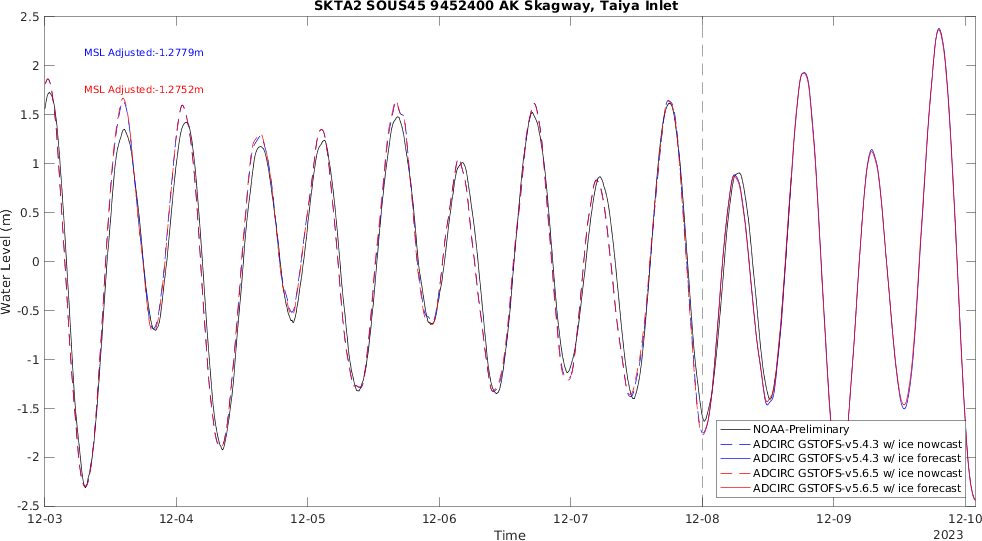 SKTA2 SOUS45 9452400 AK Skagway, Taiya Inlet
MSL Adjusted:-1.2779m
MSL Adjusted:-1.2752m
Water Level (m)
2.5
2
1.5
1
0.5
0
-0.5
-1
-1.5
-2
-2.5
NOAA-Preliminary
ADCIRC GSTOFS-v5.4.3 w/ ice nowcast
ADCIRC GSTOFS-v5.4.3 w/ ice forecast
ADCIRC GSTOFS-v5.6.5 w/ ice nowcast
ADCIRC GSTOFS-v5.6.5 w/ ice forecast
12-03 12-04 12-05 12-06 12-07 12-08 12-09 12-10
Time
2023